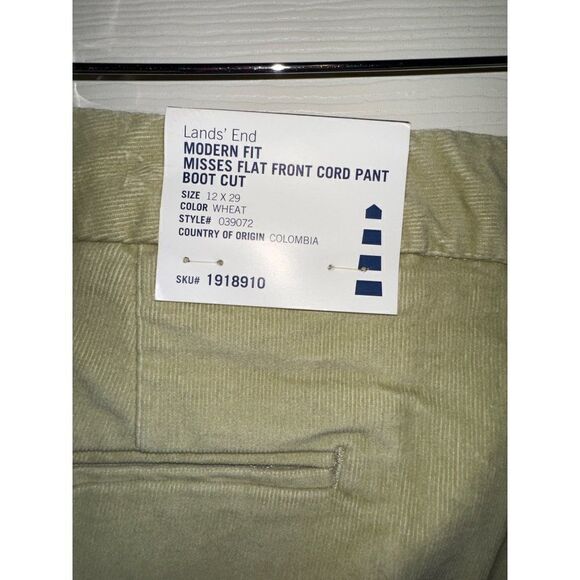 Lands' End
MODERN FIT
MISSES FLAT FRONT CORD PANT
BOOT CUT
SIZE 12 X 29
COLOR WHEAT
STYLE# 039072
COUNTRY OF ORIGIN COLOMBIA
SKU# 1918910